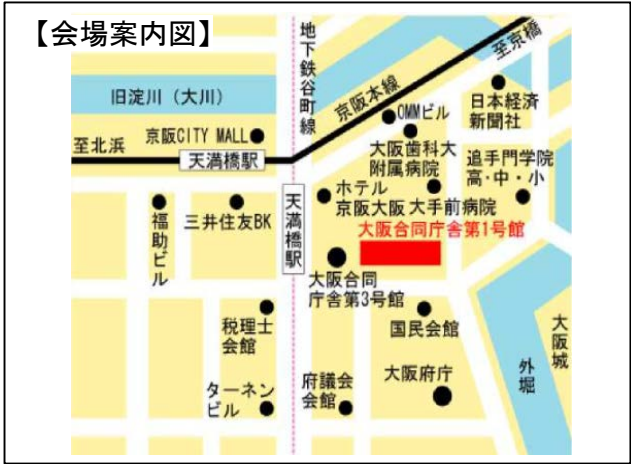 【会場案内図】
地下鉄谷町線
至京橋
旧淀川（大川）
京阪本線
OMMビル
日本経済
新聞社
至北浜
京阪CITY MALL
天満橋駅
大阪歯科大
附属病院
追手門学院
高・中・小
福助ビル
三井住友BK
天満橋駅
ホテル
京阪大阪
大手前病院
大阪合同庁舎第1号館
大阪合同
庁舎第3号館
税理士
会館
国民会館
大阪城
外堀
ターネン
ビル
府議会
会館
大阪府庁